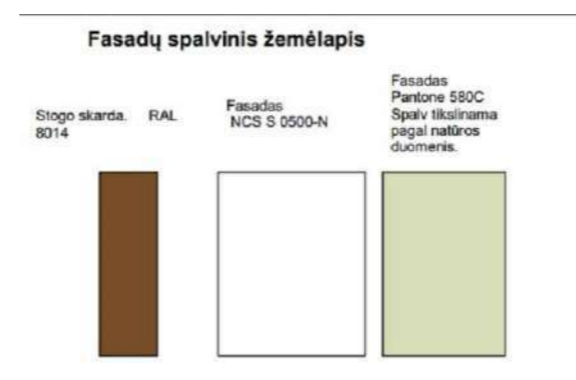 Fasadų spalvinis žemėlapis
Stogo skarda. RAL
8014
Fasadas
NCS S 0500-N
Fasadas
Pantone 580C
Spalv tikslinama
pagal natūros
duomenis.